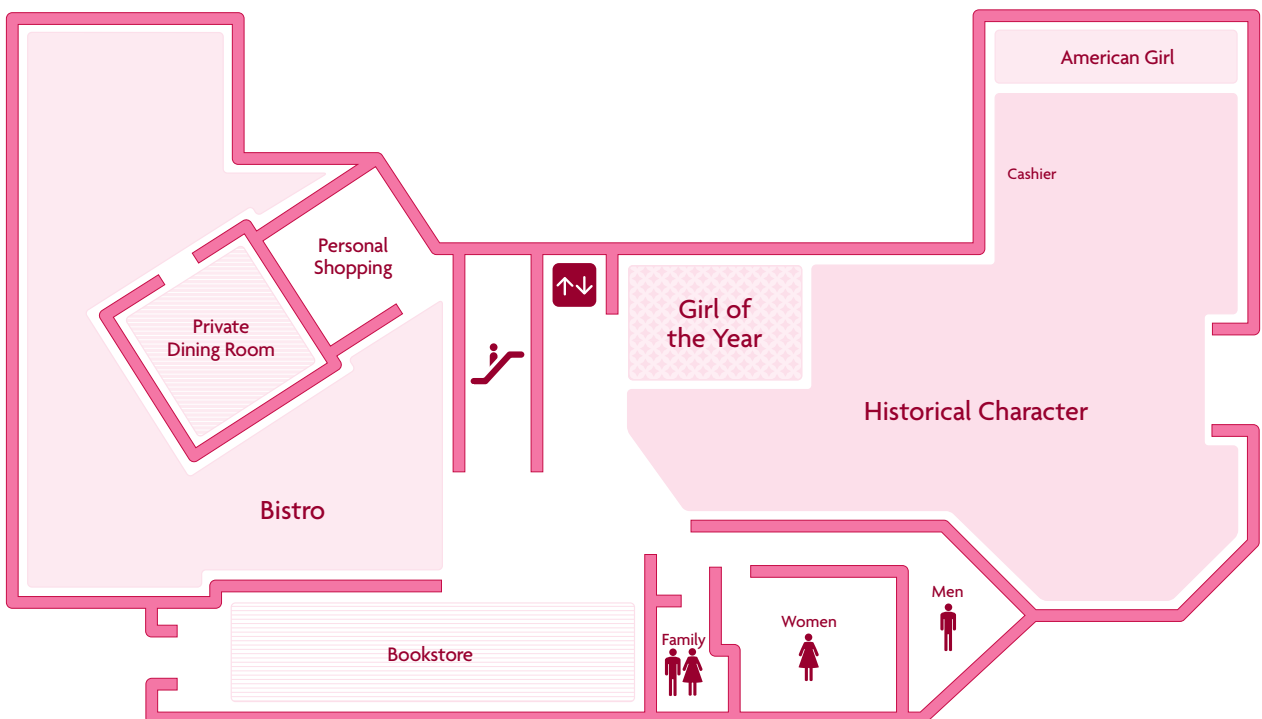 American Girl
Cashier
Personal
Shopping
Girl of
the Year
Private
Dining Room
Historical Character
Bistro
Men
Women
Family
Bookstore